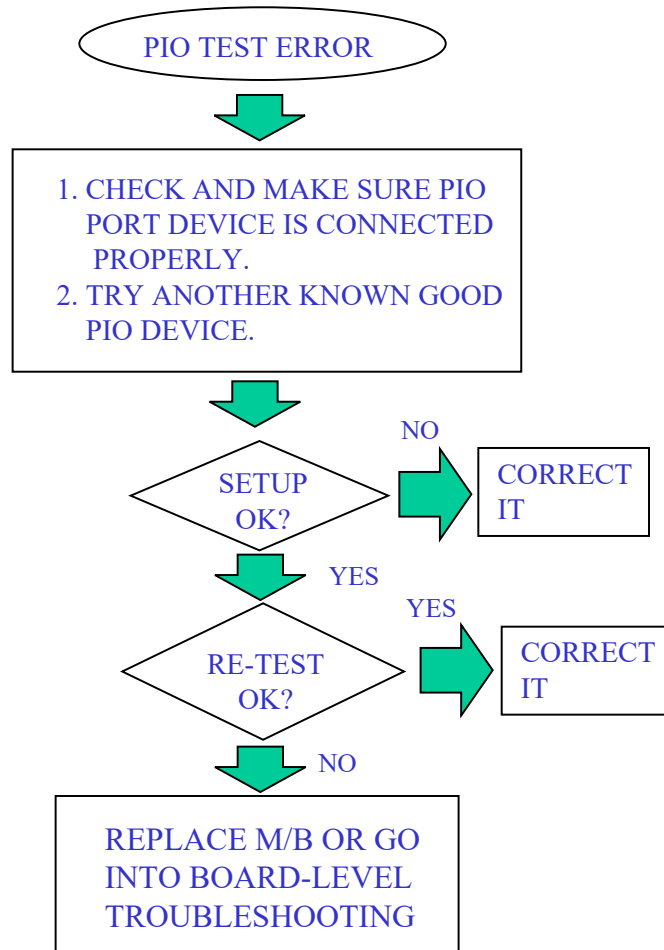 PIO TEST ERROR
1. CHECK AND MAKE SURE PIO
PORT DEVICE IS CONNECTED
PROPERLY.
2. TRY ANOTHER KNOWN GOOD
PIO DEVICE.
NO
SETUP
OK?
CORRECT
IT
YES
YES
RE-TEST
OK?
CORRECT
IT
NO
REPLACE M/B OR GO
INTO BOARD-LEVEL
TROUBLESHOOTING